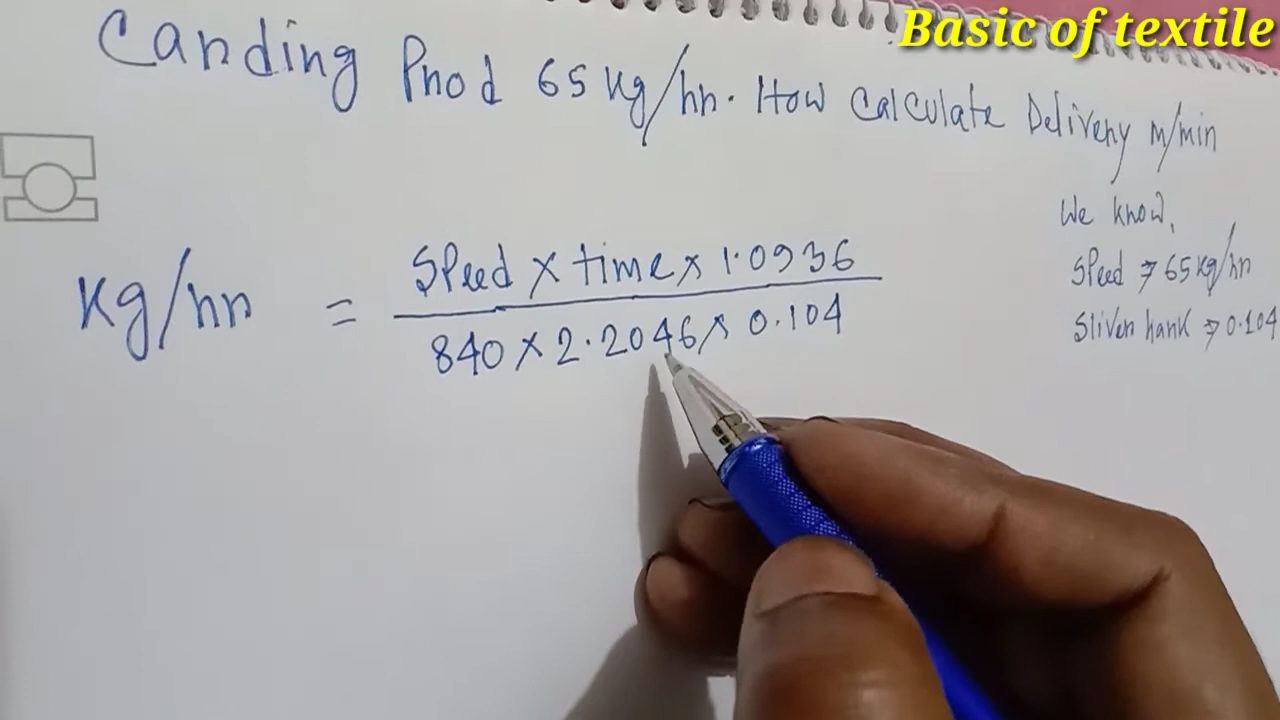 Basic of textile
Carding Prod 65 kg/hr. How calculate Delivery m/min
We know,
Speed ⇒ 65 kg/hr
Sliver hank ⇒ 0.104
Kg/hr = Speed × time × 1.0936
840 × 2.2046 × 0.104